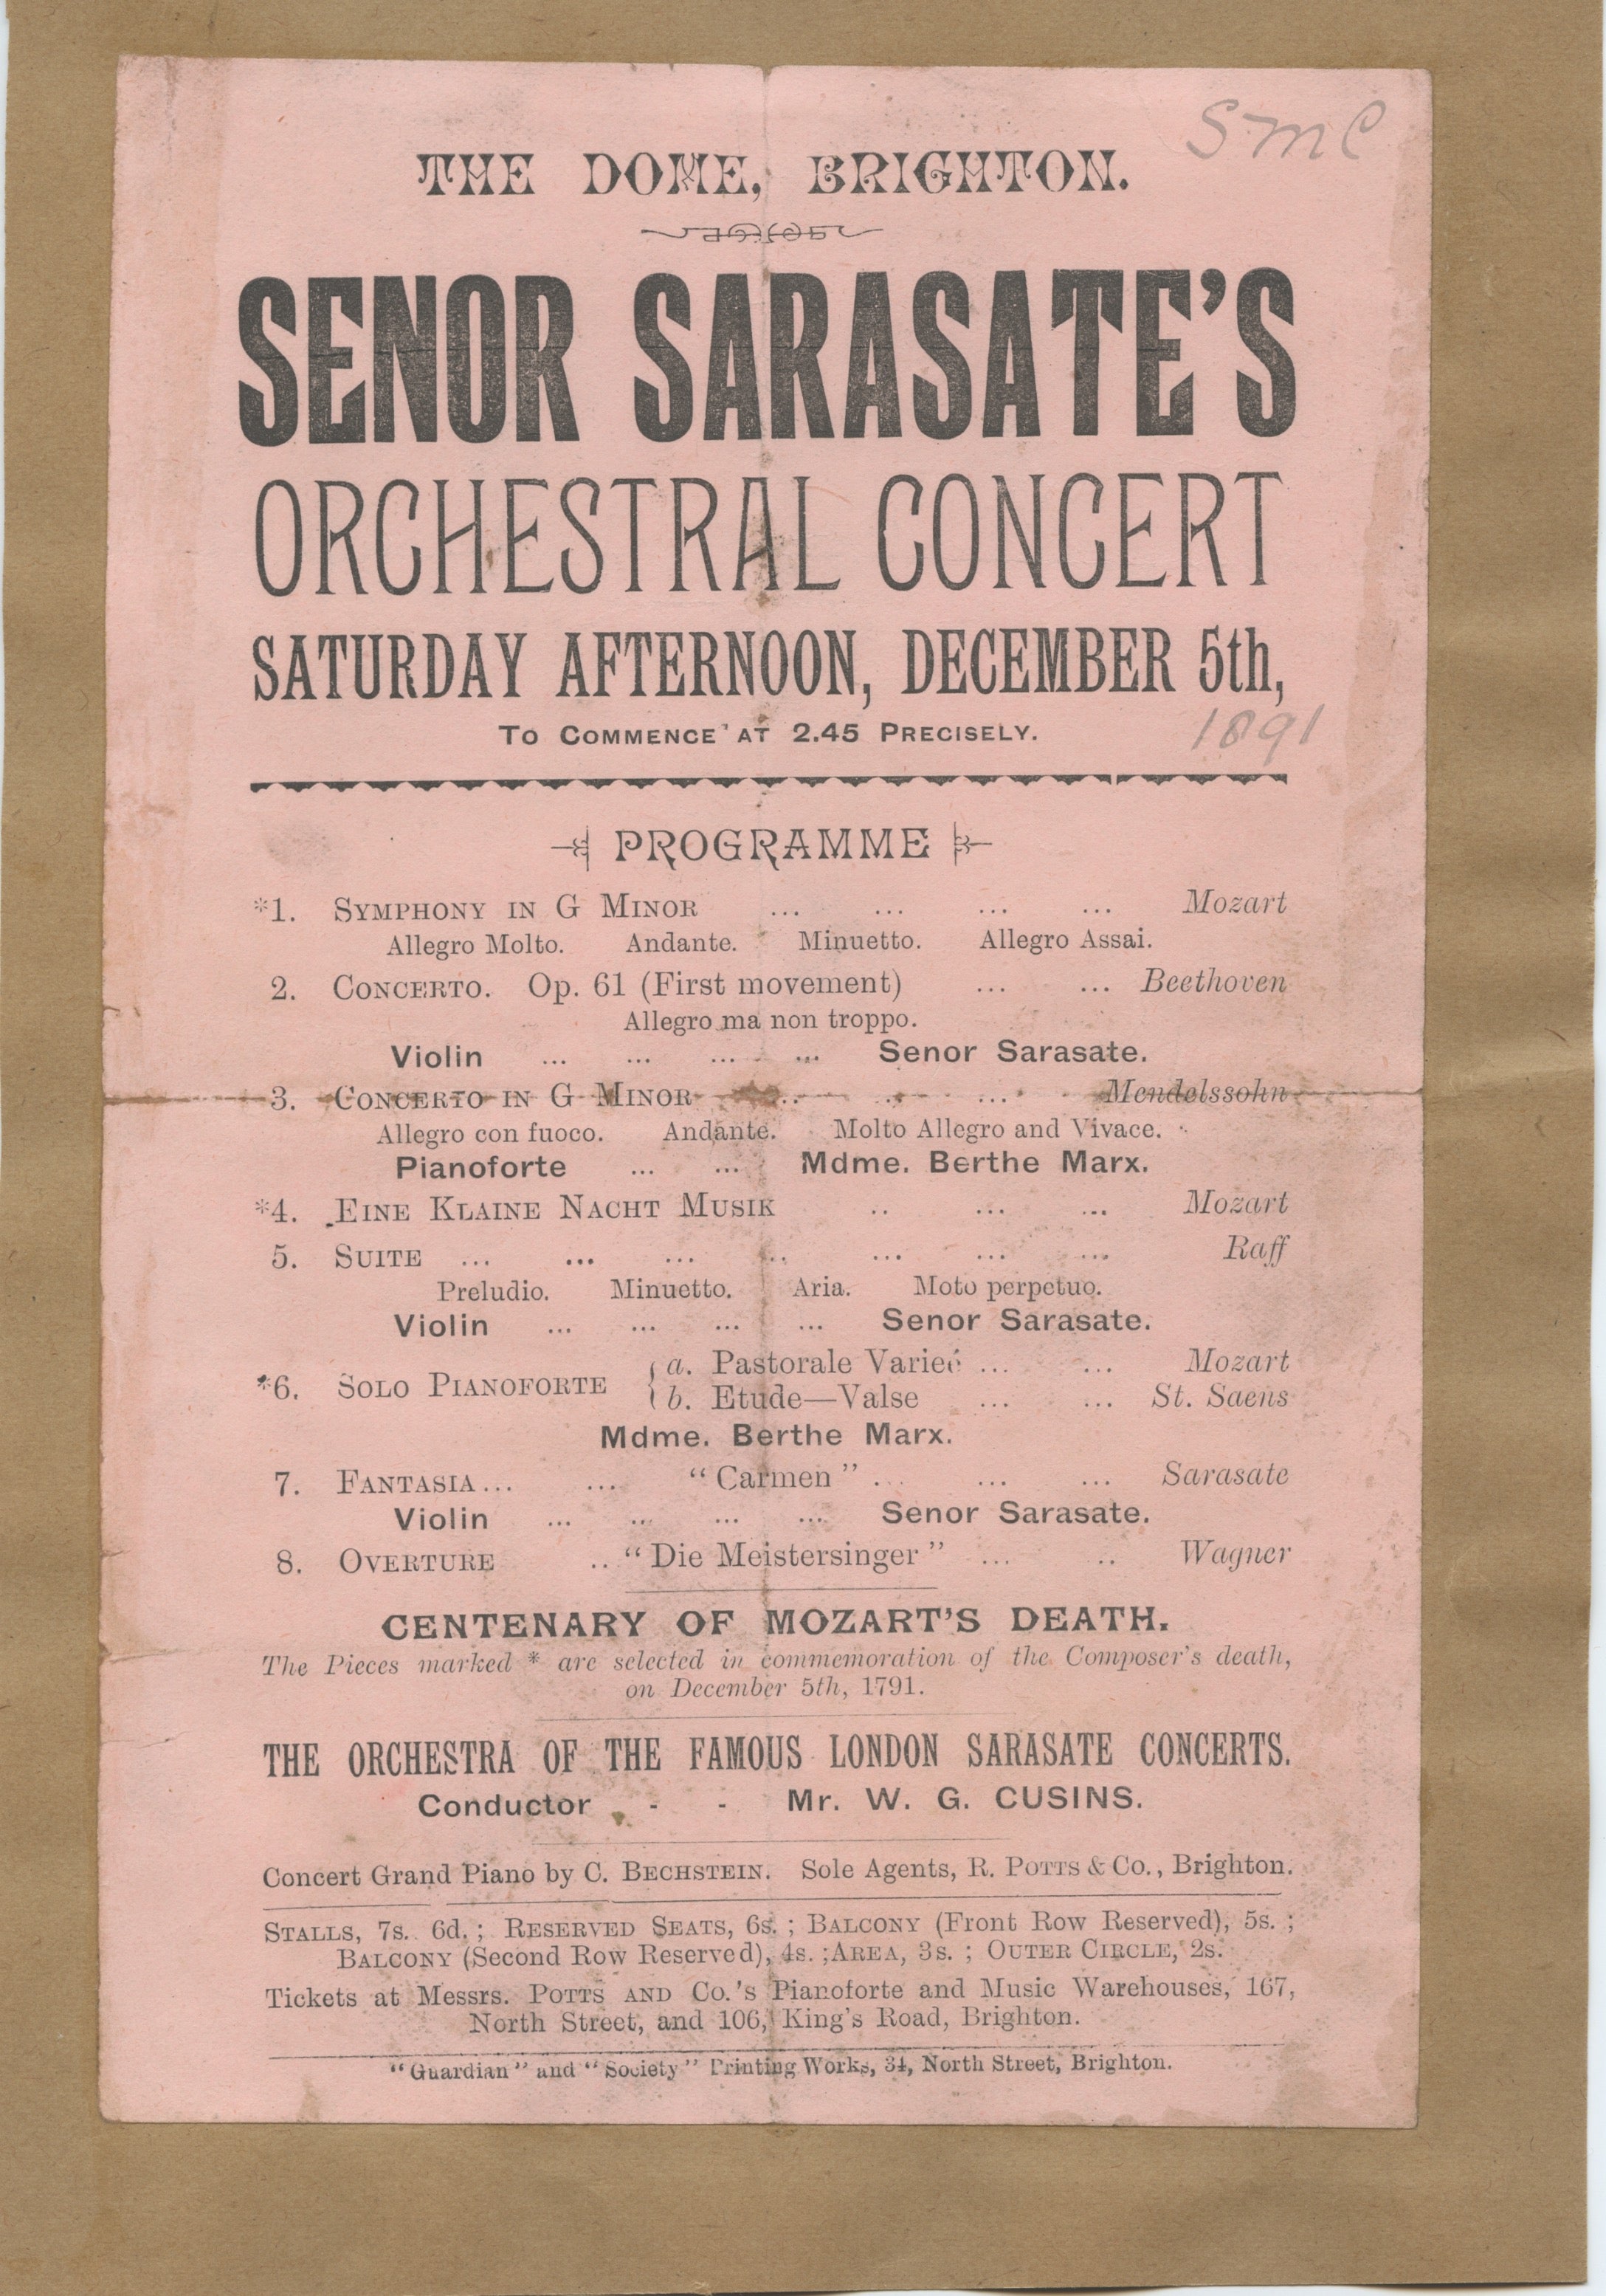 SMC
THE DOME, BRIGHTON.
SENOR SARASATE'S
ORCHESTRAL CONCERT
SATURDAY AFTERNOON, DECEMBER 5th,
1891
TO COMMENCE AT 2.45 PRECISELY.
PROGRAMME
*1. SYMPHONY IN G MINOR ... ... ... ... Mozart
Allegro Molto. Andante. Minuetto. Allegro Assai.
2. CONCERTO. Op. 61 (First movement) ... ... Beethoven
Allegro ma non troppo.
Violin ... ... ... ... Senor Sarasate.
3. CONCERTO IN G MINOR ... ... ... Mendelssohn
Allegro con fuoco. Andante. Molto Allegro and Vivace.
Pianoforte ... ... Mdme. Berthe Marx.
*4. EINE KLAINE NACHT MUSIK .. ... ... Mozart
5. SUITE ... ... ... ... ... ... ... Raff
Preludio. Minuetto. Aria. Moto perpetuo.
Violin ... ... ... ... Senor Sarasate.
*6. SOLO PIANOFORTE { a. Pastorale Varieé ... ... Mozart
b. Etude—Valse ... ... St. Saens
Mdme. Berthe Marx.
7. FANTASIA ... ... "Carmen" ... ... ... Sarasate
Violin ... ... ... ... Senor Sarasate.
8. OVERTURE .. "Die Meistersinger" ... .. Wagner
CENTENARY OF MOZART'S DEATH.
The Pieces marked * are selected in commemoration of the Composer's death,
on December 5th, 1791.
THE ORCHESTRA OF THE FAMOUS LONDON SARASATE CONCERTS.
Conductor - - Mr. W. G. CUSINS.
Concert Grand Piano by C. BECHSTEIN. Sole Agents, R. POTTS & Co., Brighton.
STALLS, 7s. 6d.; RESERVED SEATS, 6s.; BALCONY (Front Row Reserved), 5s.;
BALCONY (Second Row Reserved), 4s.; AREA, 3s.; OUTER CIRCLE, 2s.
Tickets at Messrs. POTTS AND Co.'s Pianoforte and Music Warehouses, 167,
North Street, and 106, King's Road, Brighton.
"Guardian" and "Society" Printing Works, 34, North Street, Brighton.